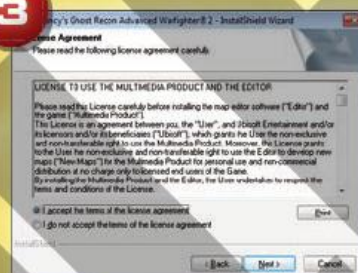 3
ncy's Ghost Recon Advanced Warfighter® 2 - InstallShield Wizard
nse Agreement
Please read the following license agreement carefully.
LICENSE TO USE THE MULTIMEDIA PRODUCT AND THE EDITOR
Please read this License carefully before installing the map editor software ("Editor") and
the game ("Multimedia Product").
This License is an agreement between you, the "User", and Ubisoft Entertainment and/or
its licensors and/or its beneficiaries ("Ubisoft"), which grants the User the non-exclusive
and non-transferable right to use the Multimedia Product. Moreover, the License grants
to the User the non-exclusive and non-transferable right to use the Editor to develop new
maps ("New Maps") for the Multimedia Product for personal use and non-commercial
distribution at no charge only to licensed end users of the Game.
By installing the Multimedia Product and the Editor, the User undertakes to respect the
terms and conditions of the License.
I accept the terms of the license agreement
Print
I do not accept the terms of the license agreement
InstallShield
< Back Next > Cancel